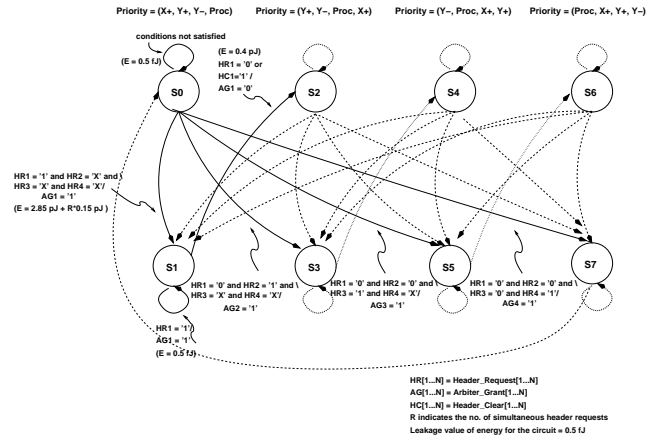 Priority = (X+, Y+, Y−, Proc)
Priority = (Y+, Y−, Proc, X+)
Priority = (Y−, Proc, X+, Y+)
Priority = (Proc, X+, Y+, Y−)
conditions not satisfied
(E = 0.5 fJ)
(E = 0.4 pJ)
HR1 = '0' or
HC1='1' /
AG1 = '0'
S0
S2
S4
S6
HR1 = '1' and HR2 = 'X' and \
HR3 = 'X' and HR4 = 'X'/
AG1 = '1'
(E = 2.85 pJ + R*0.15 pJ )
S1
S3
S5
S7
HR1 = '0' and HR2 = '1' and \
HR3 = 'X' and HR4 = 'X'/
AG2 = '1'
HR1 = '0' and HR2 = '0' and \
HR3 = '1' and HR4 = 'X'/
AG3 = '1'
HR1 = '0' and HR2 = '0' and \
HR3 = '0' and HR4 = '1'/
AG4 = '1'
HR1 = '1'/
AG1 = '1'
(E = 0.5 fJ)
HR[1...N] = Header_Request[1...N]
AG[1...N] = Arbiter_Grant[1...N]
HC[1...N] = Header_Clear[1...N]
R indicates the no. of simultaneous header requests
Leakage value of energy for the circuit = 0.5 fJ